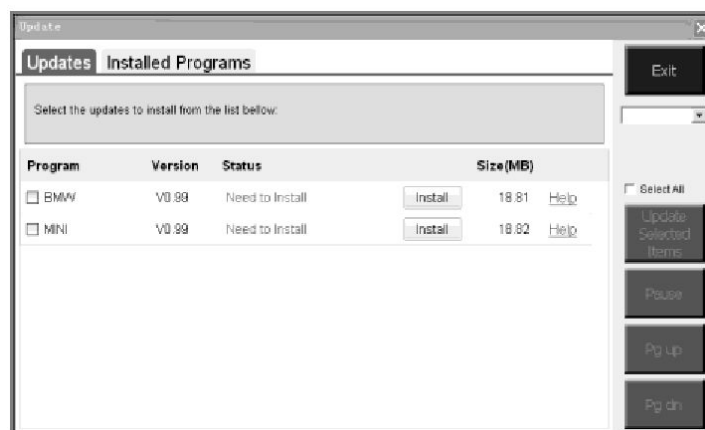 Update
Updates Installed Programs
Exit
Select the updates to install from the list bellow:
Program Version Status Size(MB)
BMW V0.99 Need to Install Install 18.81 Help
MINI V0.99 Need to Install Install 18.82 Help
Select All
Update
Selected
Items
Pause
Pg up
Pg dn